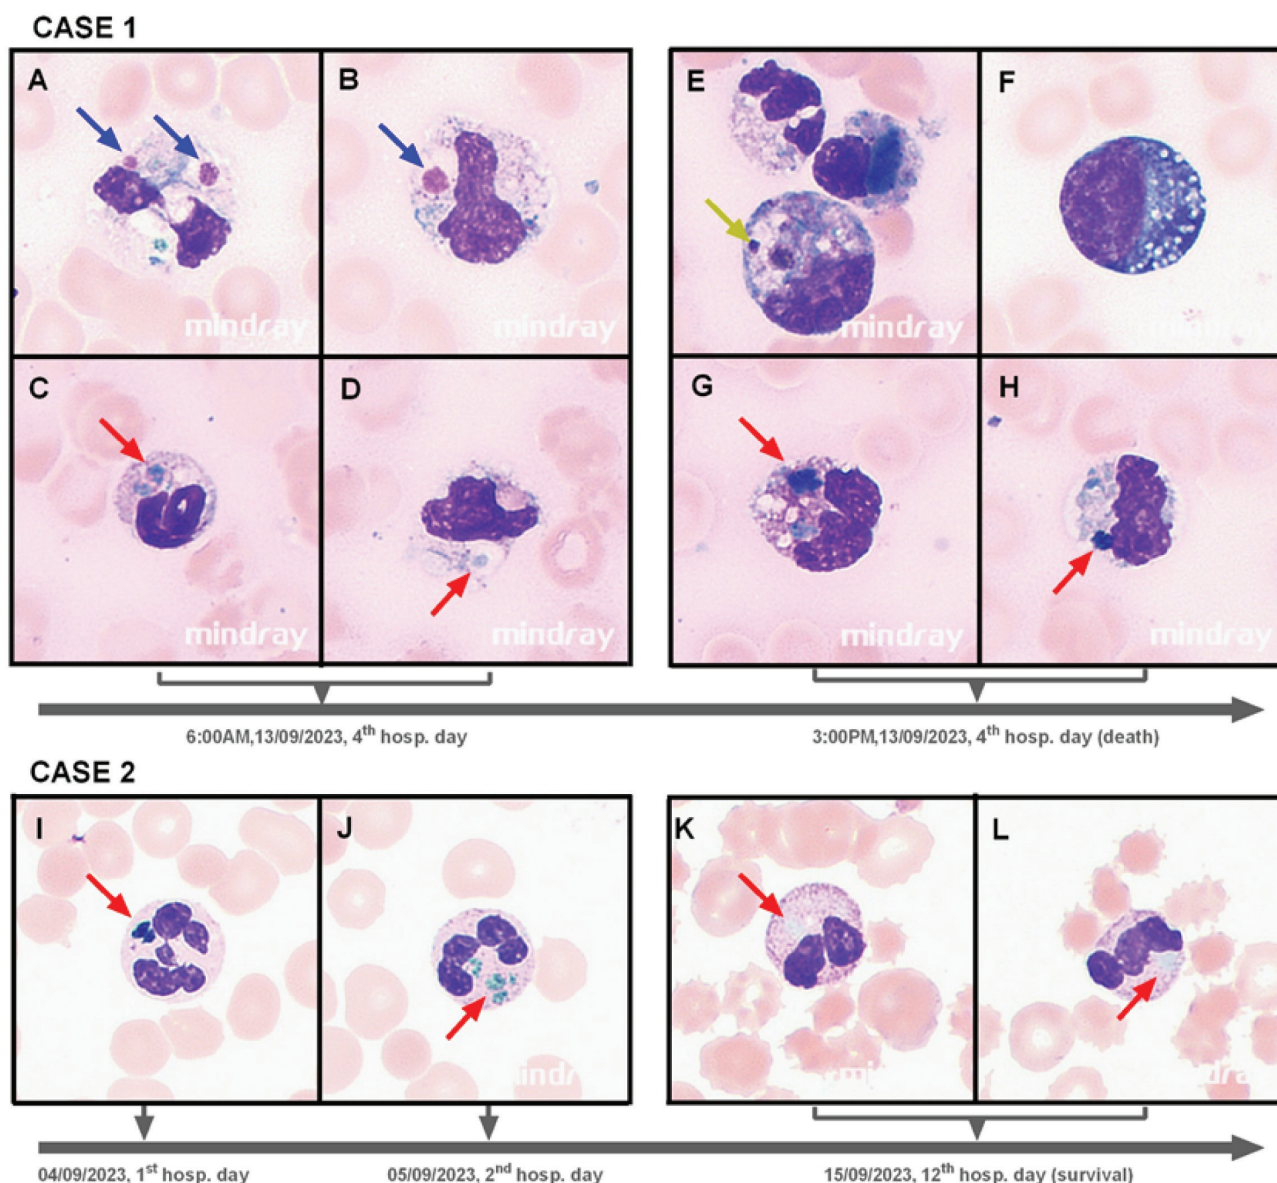 CASE 1
A
B
E
F
mindray
mindray
mindray
mindray
C
D
G
H
mindray
mindray
mindray
mindray
6:00AM,13/09/2023, 4th hosp. day
3:00PM,13/09/2023, 4th hosp. day (death)
CASE 2
I
J
K
L
04/09/2023, 1st hosp. day
05/09/2023, 2nd hosp. day
15/09/2023, 12th hosp. day (survival)